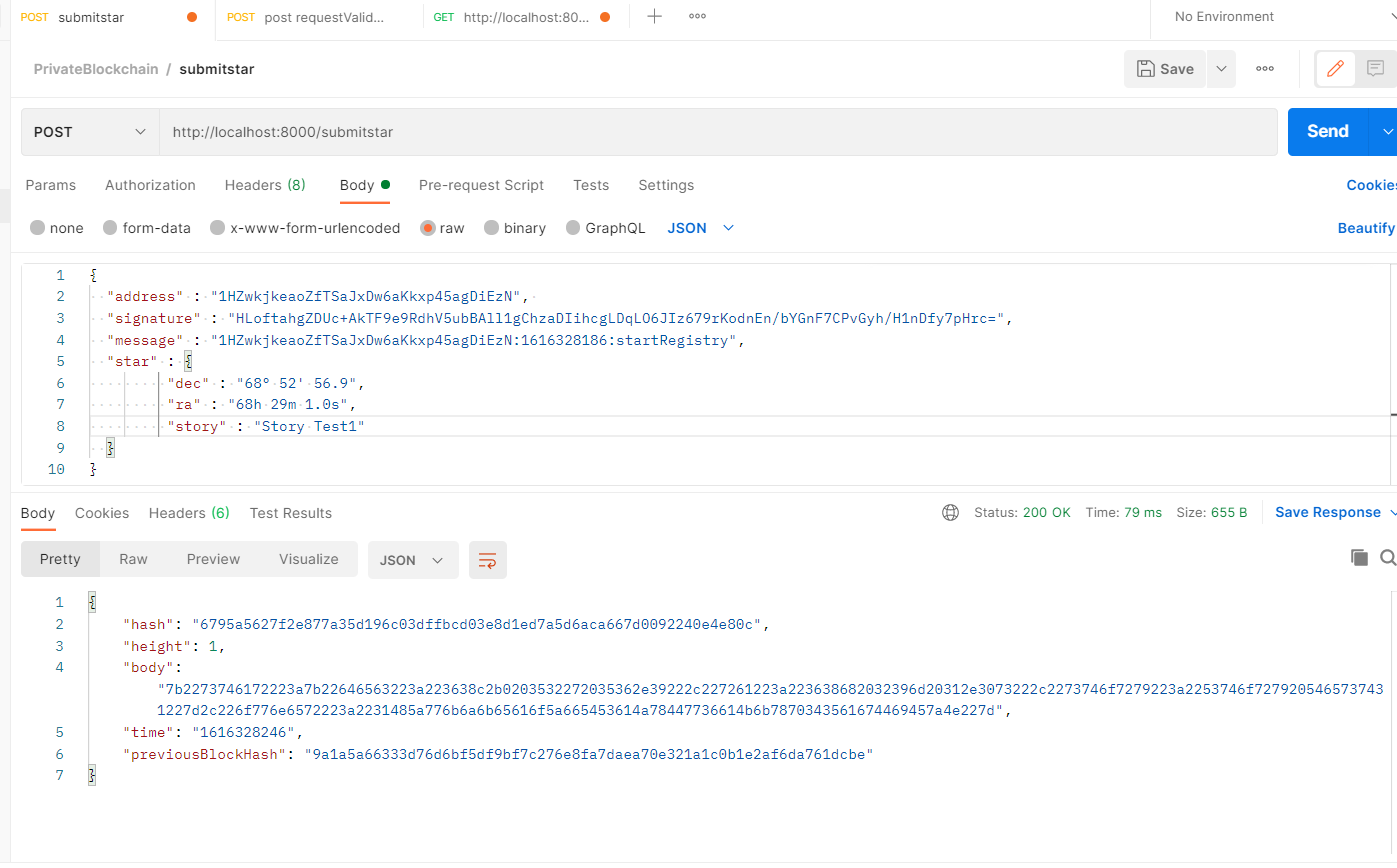 POST submitstar POST post requestValid... GET http://localhost:80... No Environment
PrivateBlockchain / submitstar Save
POST http://localhost:8000/submitstar Send
Params Authorization Headers (8) Body Pre-request Script Tests Settings Cookies
none form-data x-www-form-urlencoded raw binary GraphQL JSON Beautify
1 {
2 "address" : "1HZwkjkeaoZfTSaJxDw6aKkxp45agDiEzN",
3 "signature" : "HLoftahgZDUc+AkTF9e9RdhV5ubBAll1gChzaDIihcgLDqLO6JIz679rKodnEn/bYGnF7CPvGyh/H1nDfy7pHrc=",
4 "message" : "1HZwkjkeaoZfTSaJxDw6aKkxp45agDiEzN:1616328186:startRegistry",
5 "star" : {
6 "dec" : "68° 52' 56.9",
7 "ra" : "68h 29m 1.0s",
8 "story" : "Story Test1"
9 }
10 }
Body Cookies Headers (6) Test Results Status: 200 OK Time: 79 ms Size: 655 B Save Response
Pretty Raw Preview Visualize JSON
1 {
2 "hash": "6795a5627f2e877a35d196c03dffbcd03e8d1ed7a5d6aca667d0092240e4e80c",
3 "height": 1,
4 "body":
"7b2273746172223a7b22646563223a223638c2b0203532272035362e39222c227261223a223638682032396d20312e3073222c2273746f7279223a2253746f727920546573743
1227d2c226f776e6572223a2231485a776b6a6b65616f5a665453614a78447736614b6b7870343561674469457a4e227d",
5 "time": "1616328246",
6 "previousBlockHash": "9a1a5a66333d76d6bf5df9bf7c276e8fa7daea70e321a1c0b1e2af6da761dcbe"
7 }